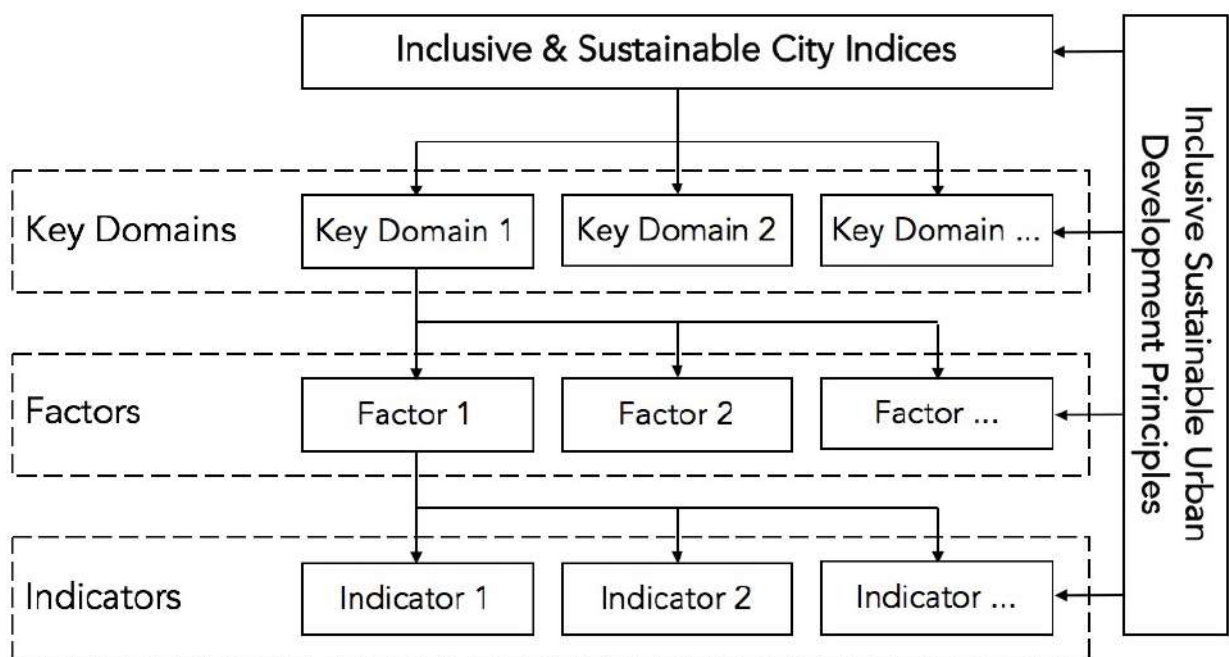 Inclusive & Sustainable City Indices
Key Domains
Key Domain 1
Key Domain 2
Key Domain ...
Factors
Factor 1
Factor 2
Factor ...
Indicators
Indicator 1
Indicator 2
Indicator ...
Inclusive Sustainable Urban
Development Principles